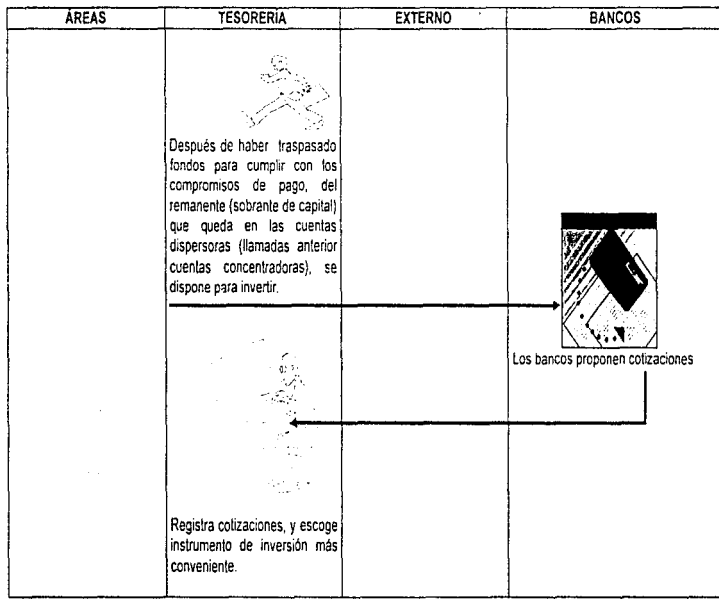 ÁREAS TESORERÍA EXTERNO BANCOS
Después de haber traspasado
fondos para cumplir con los
compromisos de pago, del
remanente (sobrante de capital)
que queda en las cuentas
dispersoras (llamadas anterior
cuentas concentradoras), se
dispone para invertir.
Los bancos proponen cotizaciones
Registra cotizaciones, y escoge
instrumento de inversión más
conveniente.